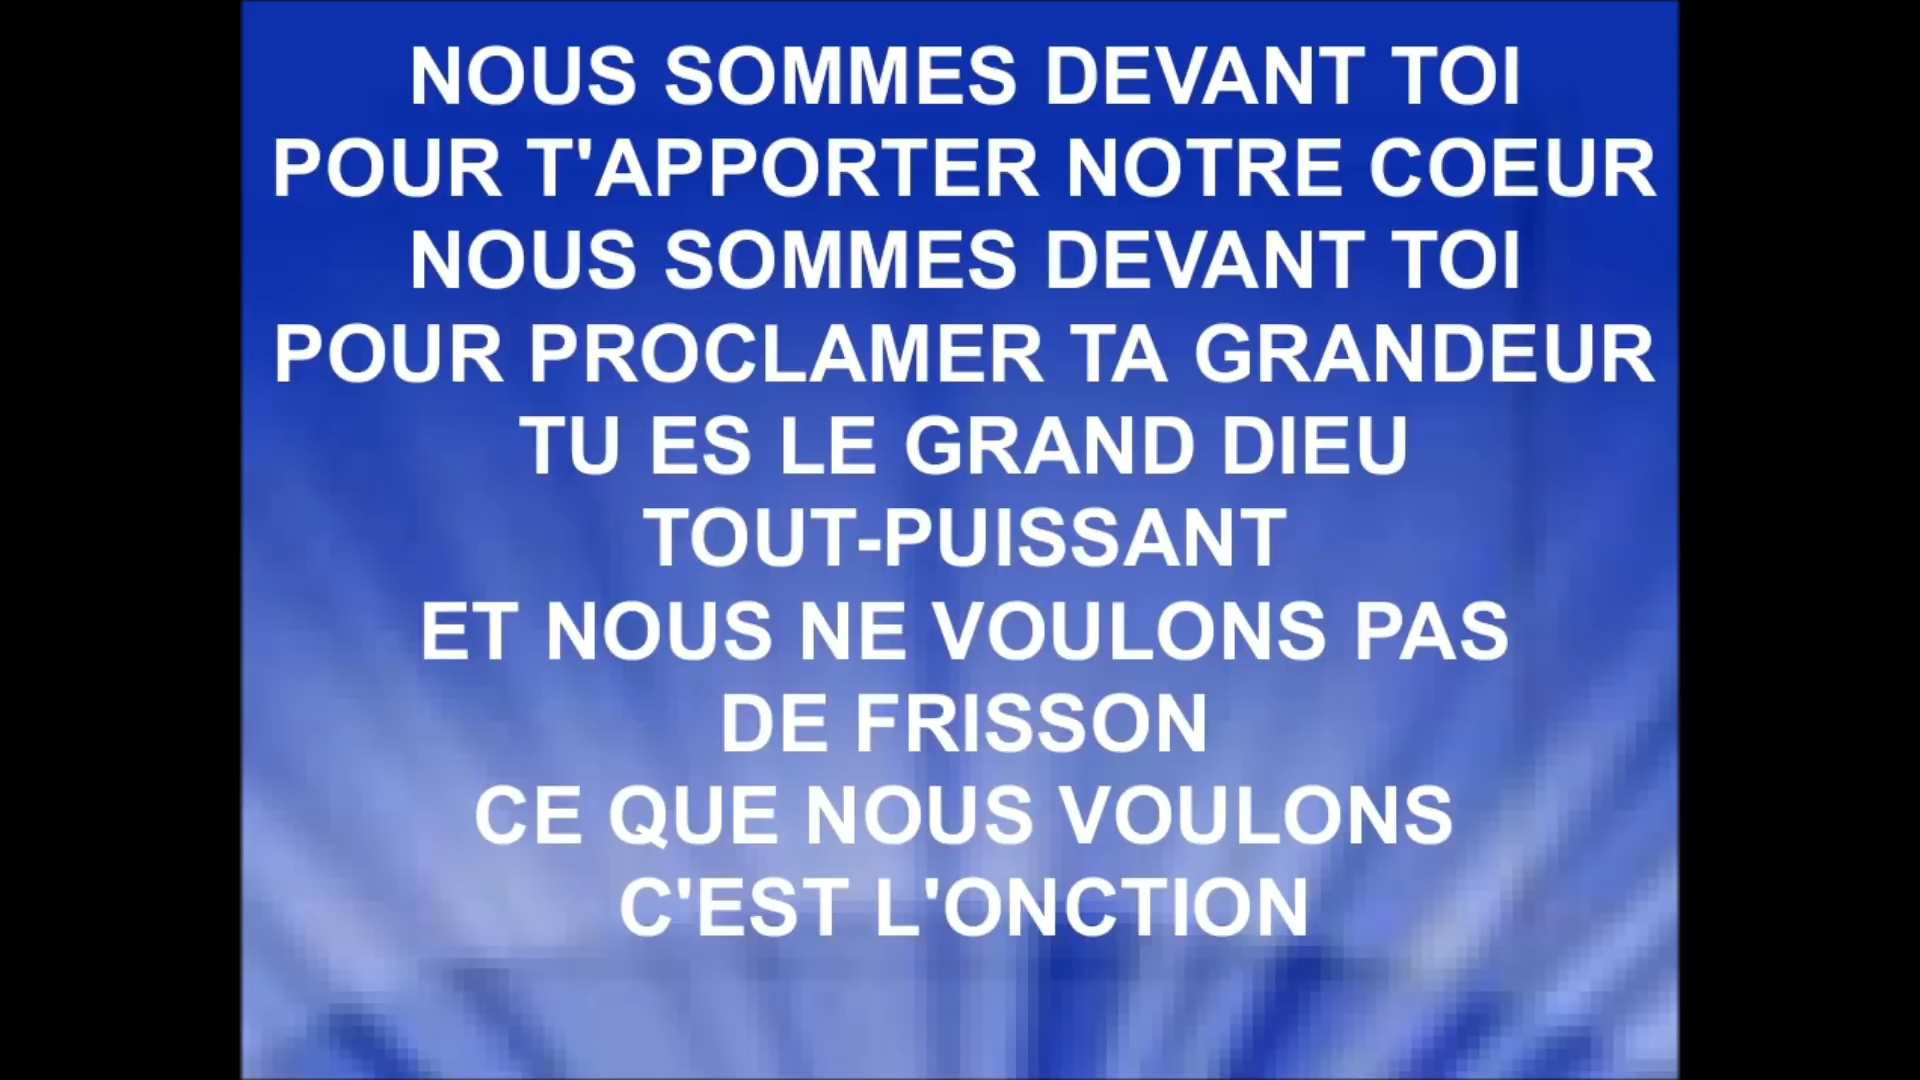 NOUS SOMMES DEVANT TOI
POUR T'APPORTER NOTRE COEUR
NOUS SOMMES DEVANT TOI
POUR PROCLAMER TA GRANDEUR
TU ES LE GRAND DIEU
TOUT-PUISSANT
ET NOUS NE VOULONS PAS
DE FRISSON
CE QUE NOUS VOULONS
C'EST L'ONCTION